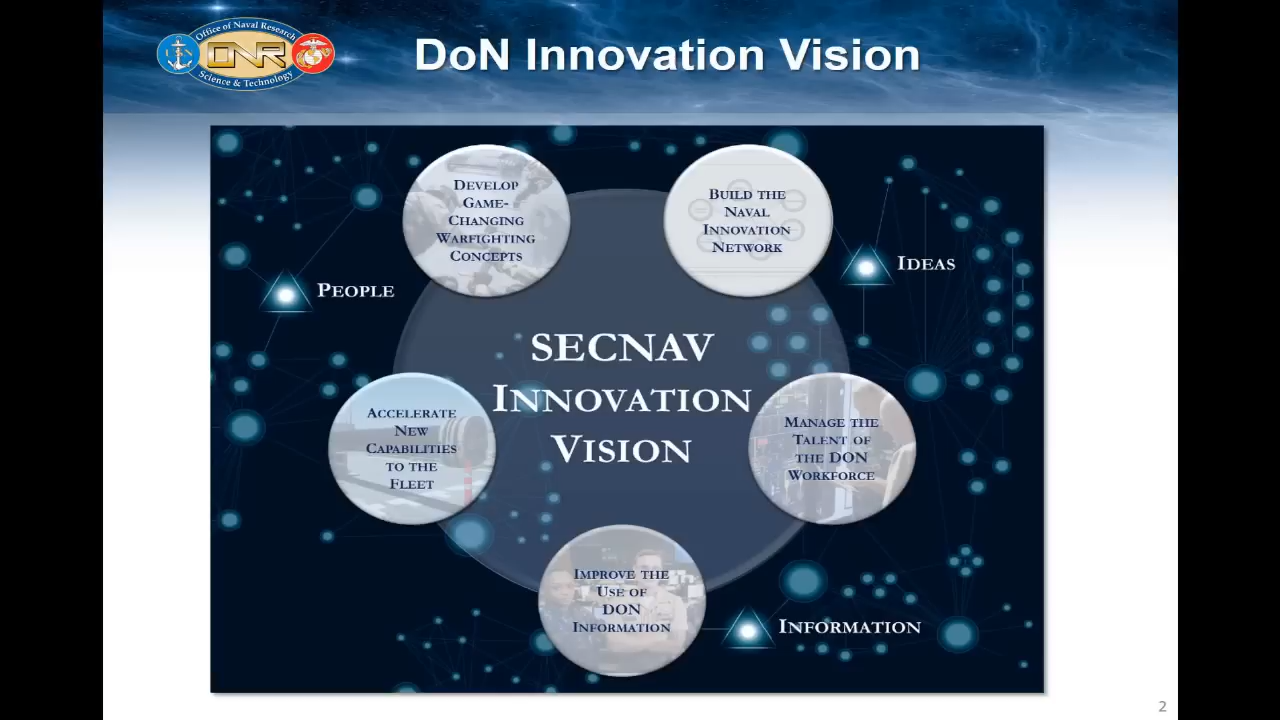 Office of Naval Research
ONR
Science & Technology
DoN Innovation Vision
DEVELOP
GAME-
CHANGING
WARFIGHTING
CONCEPTS
BUILD THE
NAVAL
INNOVATION
NETWORK
IDEAS
PEOPLE
SECNAV
INNOVATION
VISION
ACCELERATE
NEW
CAPABILITIES
TO THE
FLEET
MANAGE THE
TALENT OF
THE DON
WORKFORCE
IMPROVE THE
USE OF
DON
INFORMATION
INFORMATION
2